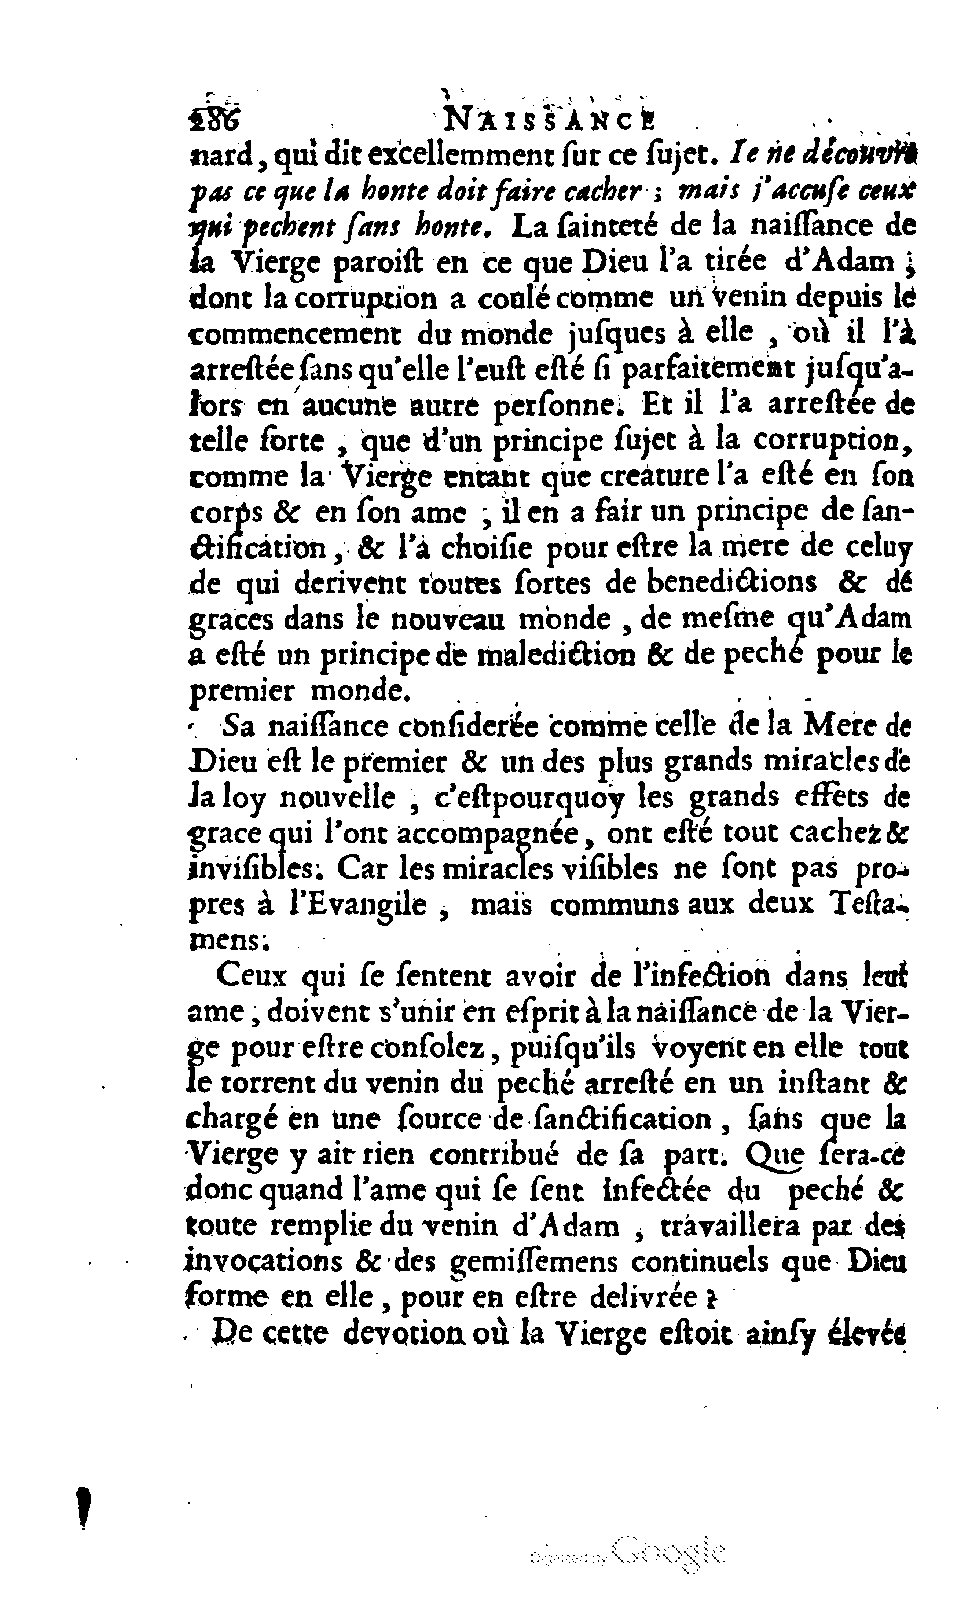 286 NAISSANCE
nard, qui dit excellemment ſur ce ſujet. Ie ne découvre
pas ce que la honte doit faire cacher ; mais j'accuſe ceux
qui pechent ſans honte. La ſainteté de la naiſſance de
la Vierge paroiſt en ce que Dieu l'a tirée d'Adam ;
dont la corruption a coulé comme un venin depuis le
commencement du monde juſques à elle , où il l'à
arreſtée ſans qu'elle l'euſt eſté ſi parfaitement juſqu'a-
lors en aucune autre perſonne. Et il l'a arreſtée de
telle ſorte , que d'un principe ſujet à la corruption,
comme la Vierge entant que creature l'a eſté en ſon
corps & en ſon ame , il en a fair un principe de ſan-
ctification, & l'à choiſie pour eſtre la mere de celuy
de qui derivent toutes ſortes de benedictions & de
graces dans le nouveau monde , de meſme qu'Adam
a eſté un principe de malediction & de peché pour le
premier monde.
Sa naiſſance conſiderée comme celle de la Mere de
Dieu eſt le premier & un des plus grands miracles de
la loy nouvelle , c'eſtpourquoy les grands effets de
grace qui l'ont accompagnée, ont eſté tout cachez &
inviſibles. Car les miracles viſibles ne ſont pas pro-
pres à l'Evangile , mais communs aux deux Teſta-
mens.
Ceux qui ſe ſentent avoir de l'infection dans leur
ame , doivent s'unir en eſprit à la naiſſance de la Vier-
ge pour eſtre conſolez, puiſqu'ils voyent en elle tout
le torrent du venin du peché arreſté en un inſtant &
chargé en une ſource de ſanctification , ſans que la
Vierge y ait rien contribué de ſa part. Que ſera-ce
donc quand l'ame qui ſe ſent infectée du peché &
toute remplie du venin d'Adam , travaillera par des
invocations & des gemiſſemens continuels que Dieu
forme en elle , pour en eſtre delivrée ?
De cette devotion où la Vierge eſtoit ainſy élevée
Digitized by Google